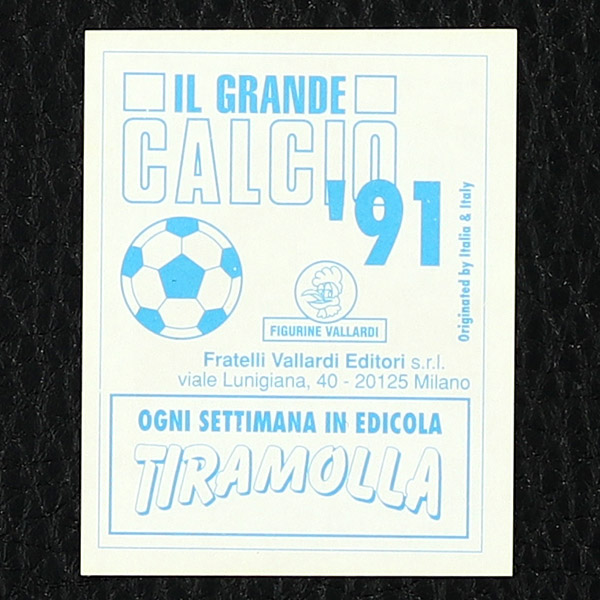 IL GRANDE
CALCIO
'91
Originated by Italia & Italy
FIGURINE VALLARDI
Fratelli Vallardi Editori s.r.l.
viale Lunigiana, 40 - 20125 Milano
OGNI SETTIMANA IN EDICOLA
TIRAMOLLA